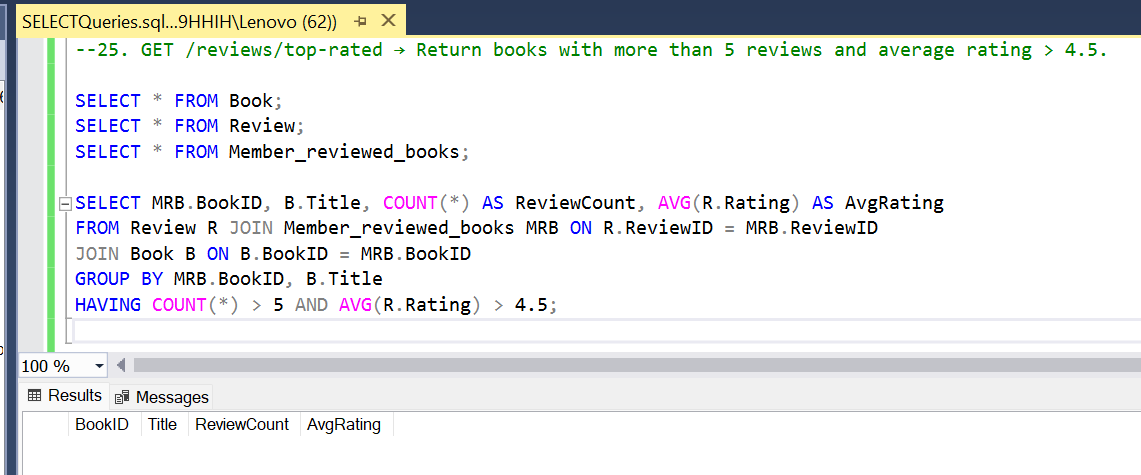 SELECTQueries.sql...9HHIH\Lenovo (62))
--25. GET /reviews/top-rated → Return books with more than 5 reviews and average rating > 4.5.
SELECT * FROM Book;
SELECT * FROM Review;
SELECT * FROM Member_reviewed_books;
SELECT MRB.BookID, B.Title, COUNT(*) AS ReviewCount, AVG(R.Rating) AS AvgRating
FROM Review R JOIN Member_reviewed_books MRB ON R.ReviewID = MRB.ReviewID
JOIN Book B ON B.BookID = MRB.BookID
GROUP BY MRB.BookID, B.Title
HAVING COUNT(*) > 5 AND AVG(R.Rating) > 4.5;
100 %
Results Messages
BookID Title ReviewCount AvgRating